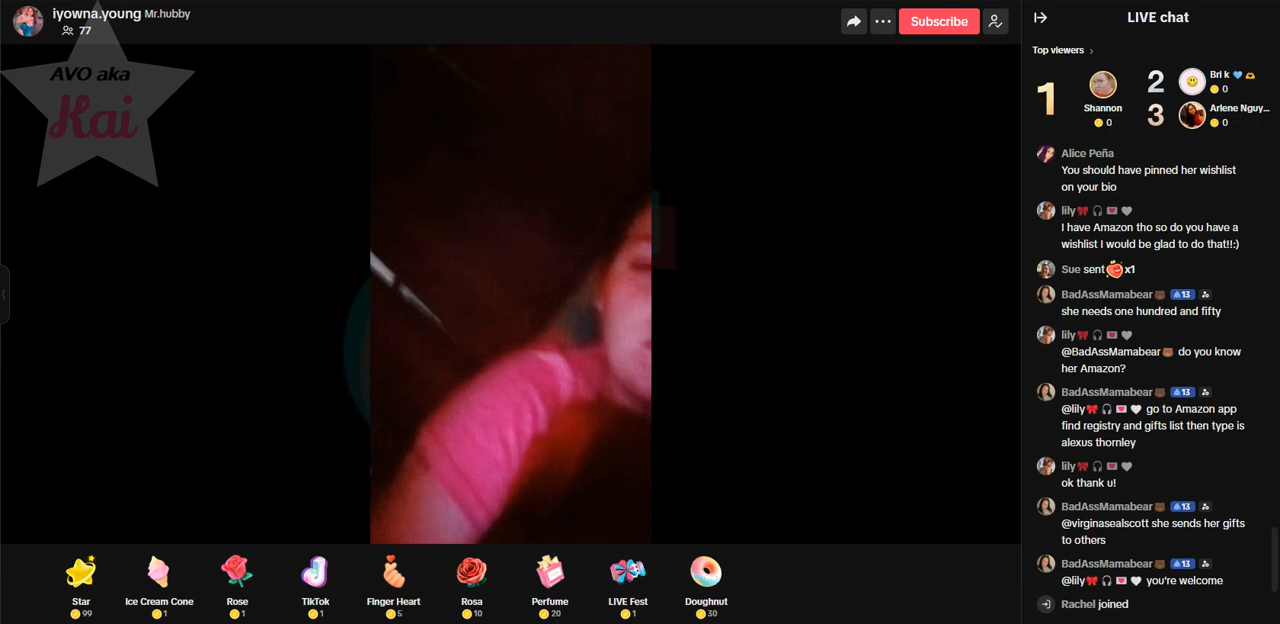 iyowna.young Mr.hubby
77
Subscribe
AVO aka
Kai
LIVE chat
Top viewers
1
Shannon
0
2
Bri k 💙 🫶
0
3
Arlene Nguy...
0
Alice Peña
You should have pinned her wishlist
on your bio
lily🎀 🎧 💌 🤍
I have Amazon tho so do you have a
wishlist I would be glad to do that!!:)
Sue sent x1
BadAssMamabear🐻 13
she needs one hundred and fifty
lily🎀 🎧 💌 🤍
@BadAssMamabear🐻 do you know
her Amazon?
BadAssMamabear🐻 13
@lily🎀 🎧 💌 🤍 go to Amazon app
find registry and gifts list then type is
alexus thornley
lily🎀 🎧 💌 🤍
ok thank u!
BadAssMamabear🐻 13
@virginasealscott she sends her gifts
to others
BadAssMamabear🐻 13
@lily🎀 🎧 💌 🤍 you're welcome
Rachel joined
Star
99
Ice Cream Cone
1
Rose
1
TikTok
1
Finger Heart
5
Rosa
10
Perfume
20
LIVE Fest
1
Doughnut
30